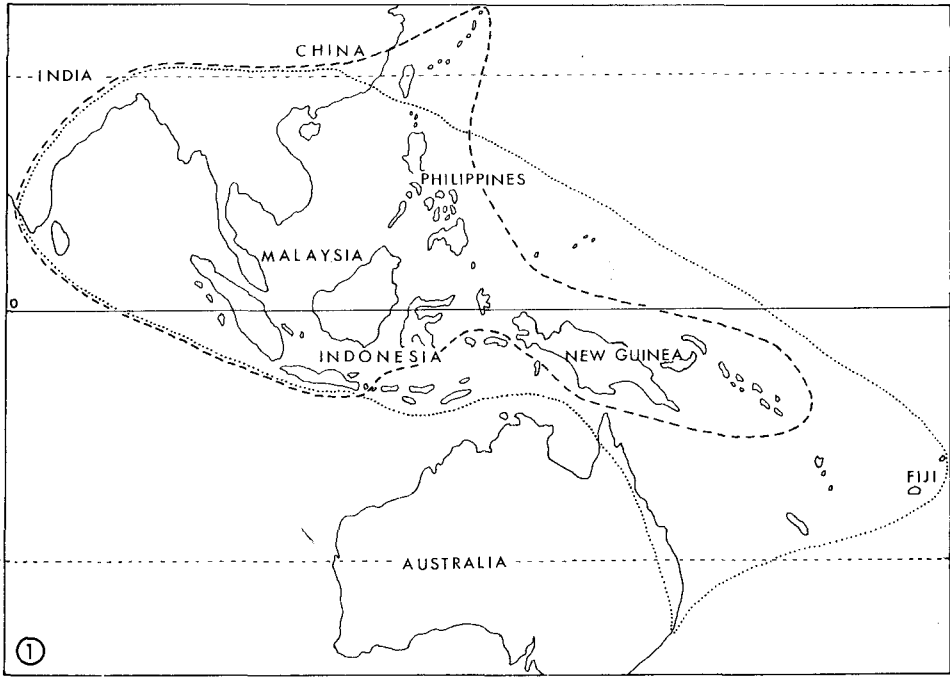 CHINA
INDIA
PHILIPPINES
MALAYSIA
0
INDONESIA
NEW GUINEA
FIJI
AUSTRALIA
1